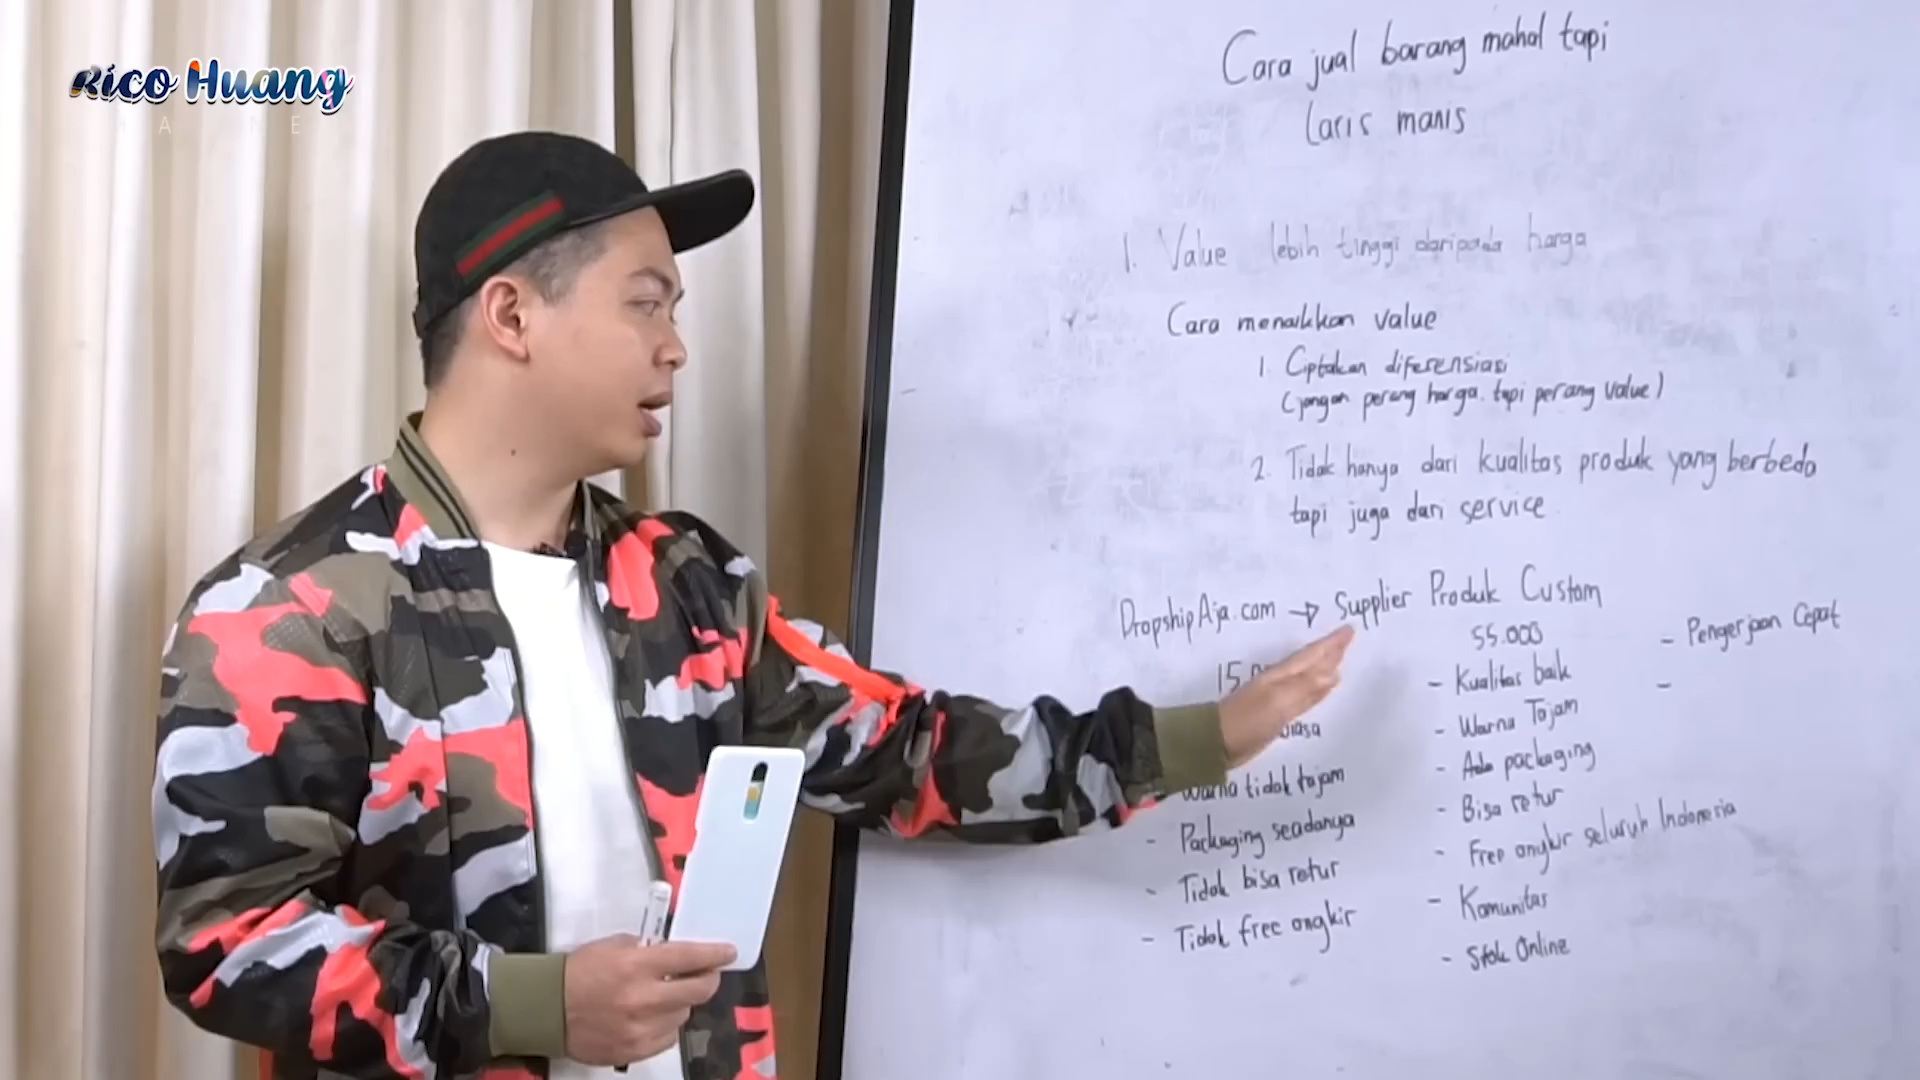 Rico Huang
Cara jual barang mahal tapi
laris manis
1. Value lebih tinggi daripada harga
Cara menaikkan value
1. Ciptakan diferensiasi
(jangan perang harga. tapi perang value)
2. Tidak hanya dari kualitas produk yang berbeda
tapi juga dari service
DropshipAja.com → Supplier Produk Custom
55.000
- Kualitas baik
- Warna Tajam
- Ada packaging
- Bisa retur
- Free ongkir seluruh Indonesia
- Komunitas
- Stok Online
- Pengerjaan Cepat
-
Warna tidak tajam
- Packaging seadanya
- Tidak bisa retur
- Tidak free ongkir